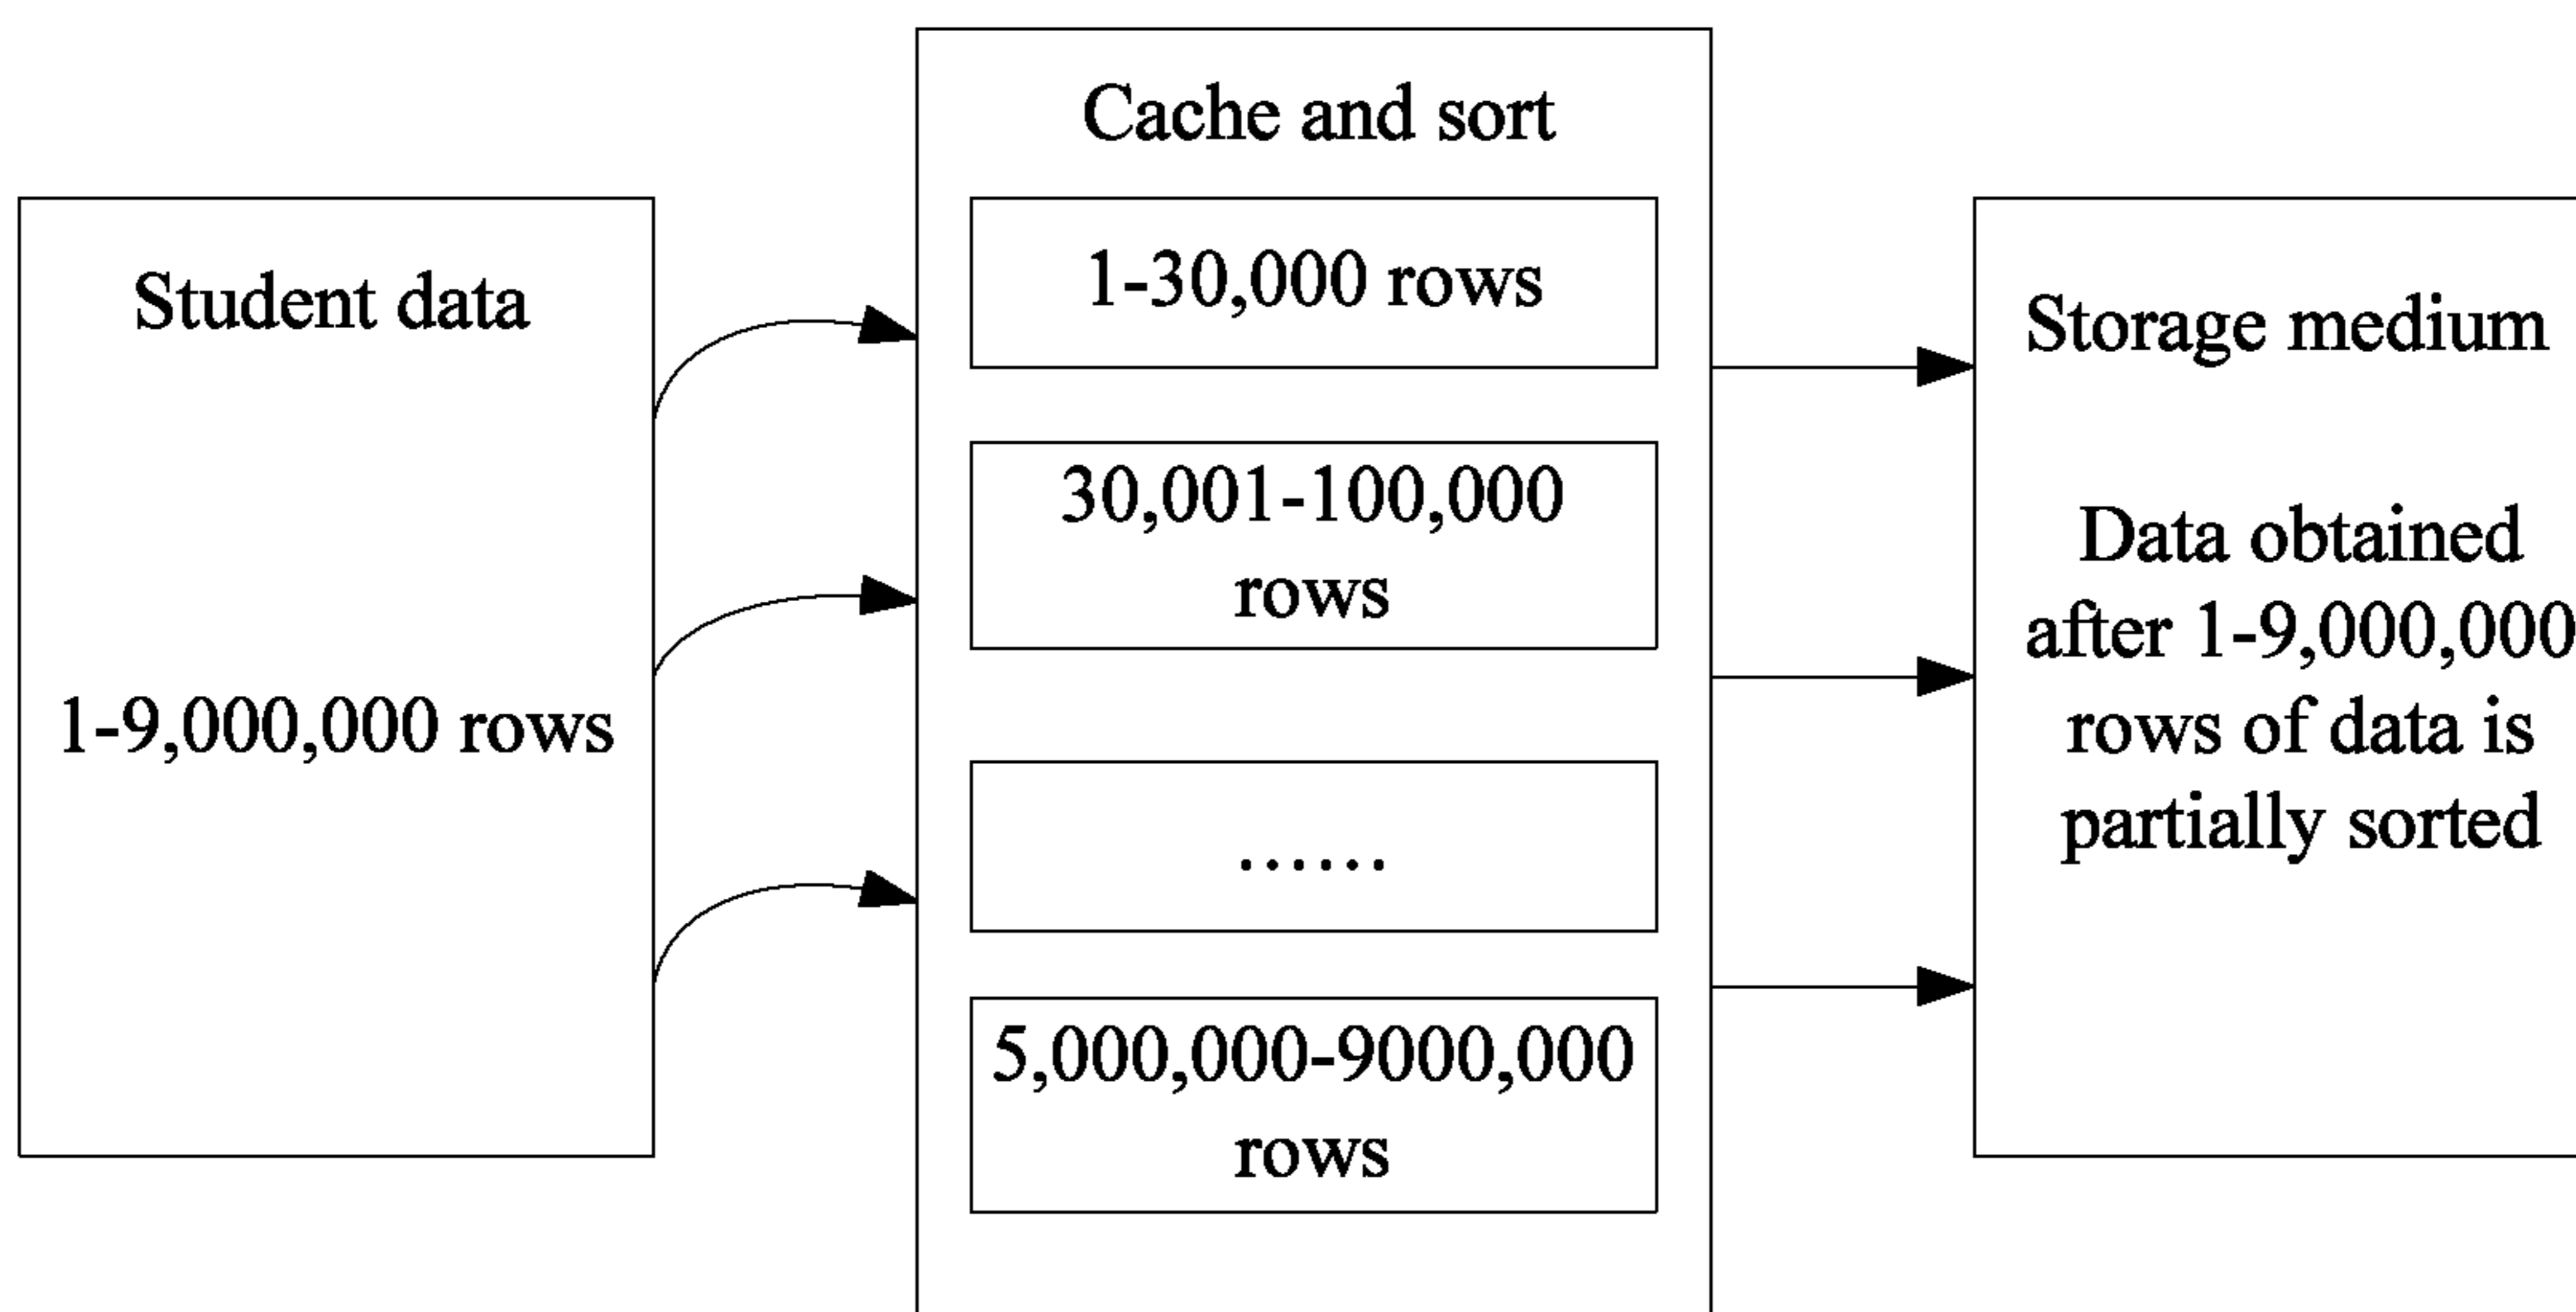 Student data
1-9,000,000 rows
Cache and sort
1-30,000 rows
30,001-100,000
rows
......
5,000,000-9000,000
rows
Storage medium
Data obtained
after 1-9,000,000
rows of data is
partially sorted